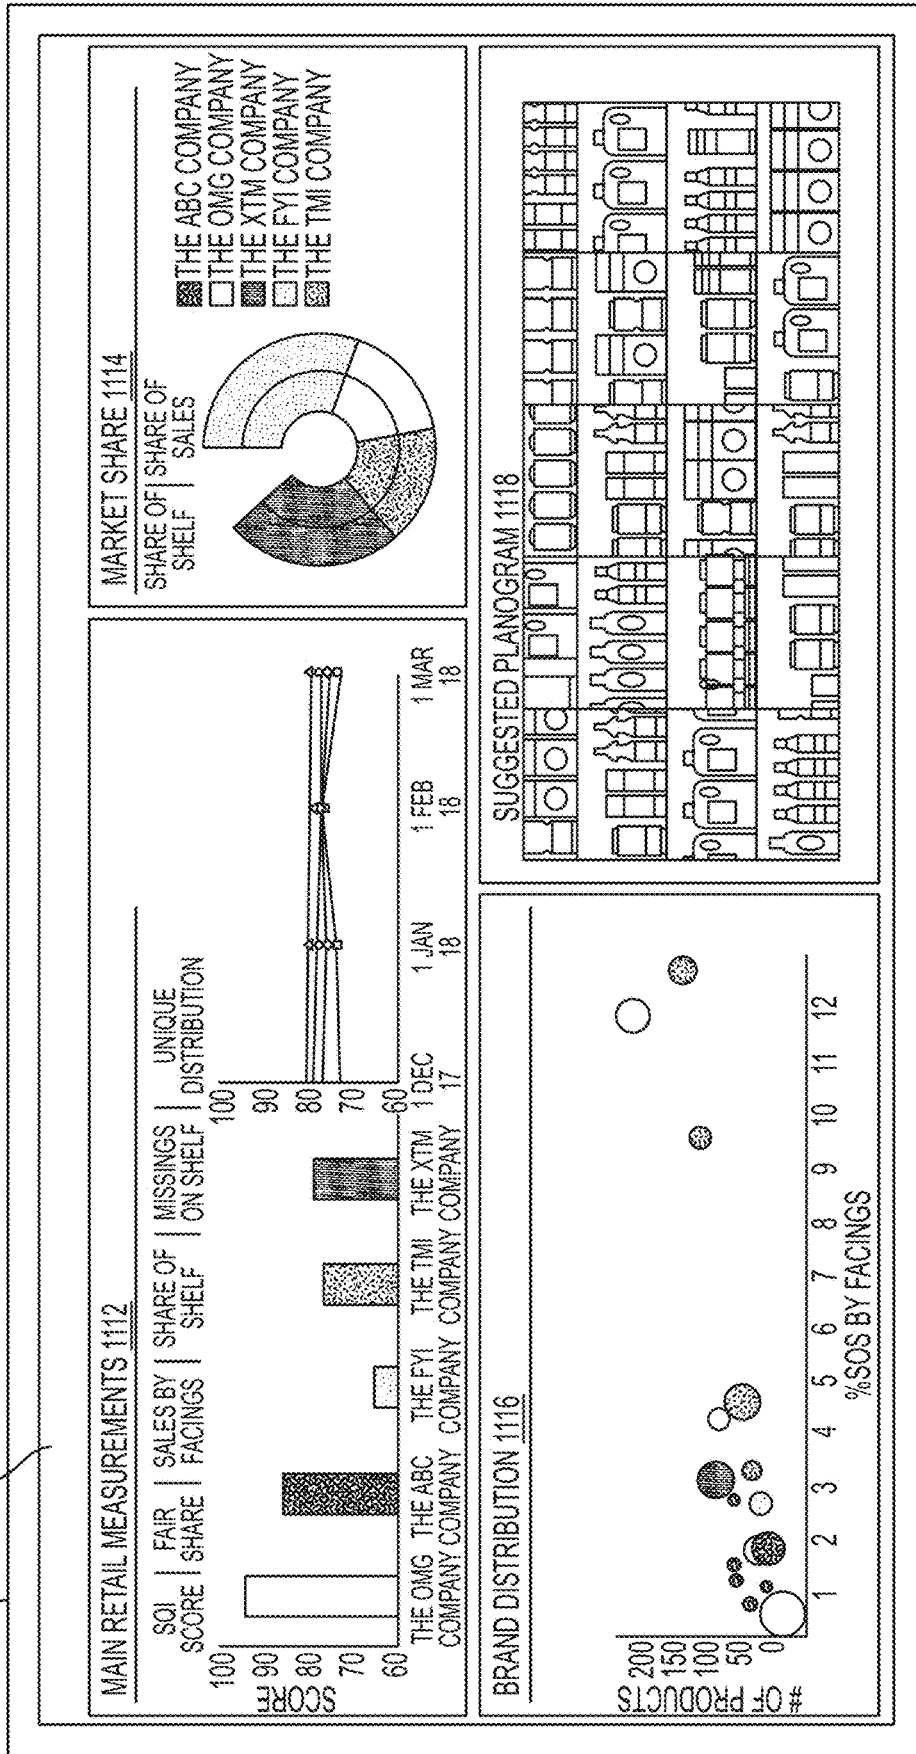 MAIN RETAIL MEASUREMENTS 1112
SQI | FAIR | SALES BY | SHARE OF | MISSINGS | UNIQUE
SCORE | SHARE | FACINGS | SHELF | ON SHELF | DISTRIBUTION
SCORE
100
90
80
70
60
THE OMG THE ABC THE FYI THE TMI THE XTM
COMPANY COMPANY COMPANY COMPANY COMPANY
100
90
80
70
60
1 DEC 1 JAN 1 FEB 1 MAR
17 18 18 18
MARKET SHARE 1114
SHARE OF | SHARE OF
SHELF | SALES
THE ABC COMPANY
THE OMG COMPANY
THE XTM COMPANY
THE FYI COMPANY
THE TMI COMPANY
BRAND DISTRIBUTION 1116
# OF PRODUCTS
200
150
100
50
0
1 2 3 4 5 6 7 8 9 10 11 12
%SOS BY FACINGS
SUGGESTED PLANOGRAM 1118